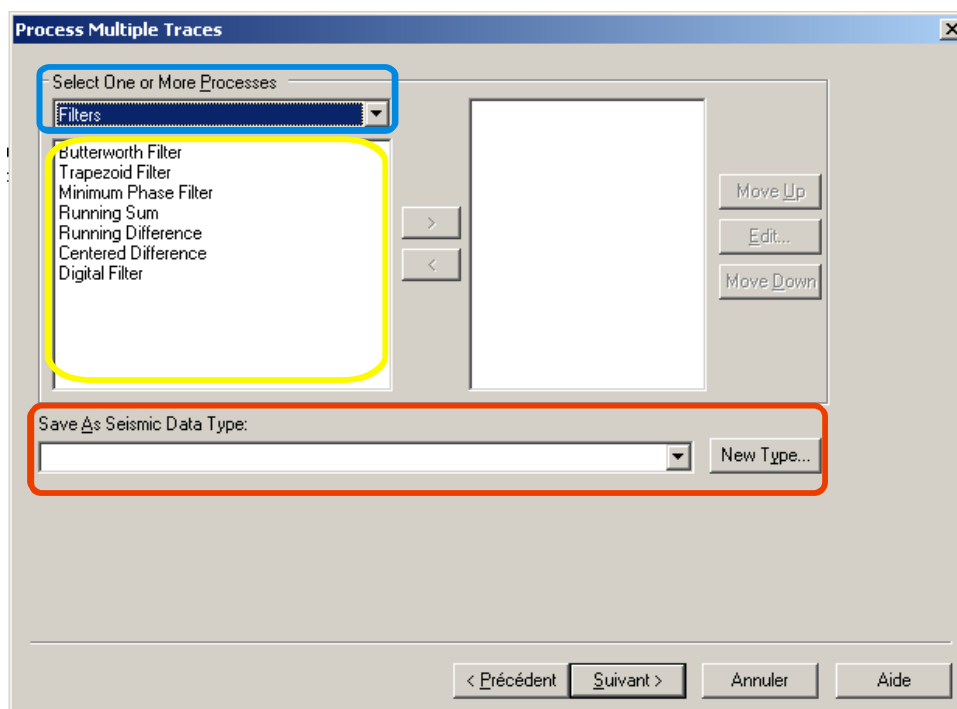 Process Multiple Traces
Select One or More Processes
Filters
Butterworth Filter
Trapezoid Filter
Minimum Phase Filter
Running Sum
Running Difference
Centered Difference
Digital Filter
>
<
Move Up
Edit...
Move Down
Save As Seismic Data Type:
New Type...
< Précédent
Suivant >
Annuler
Aide